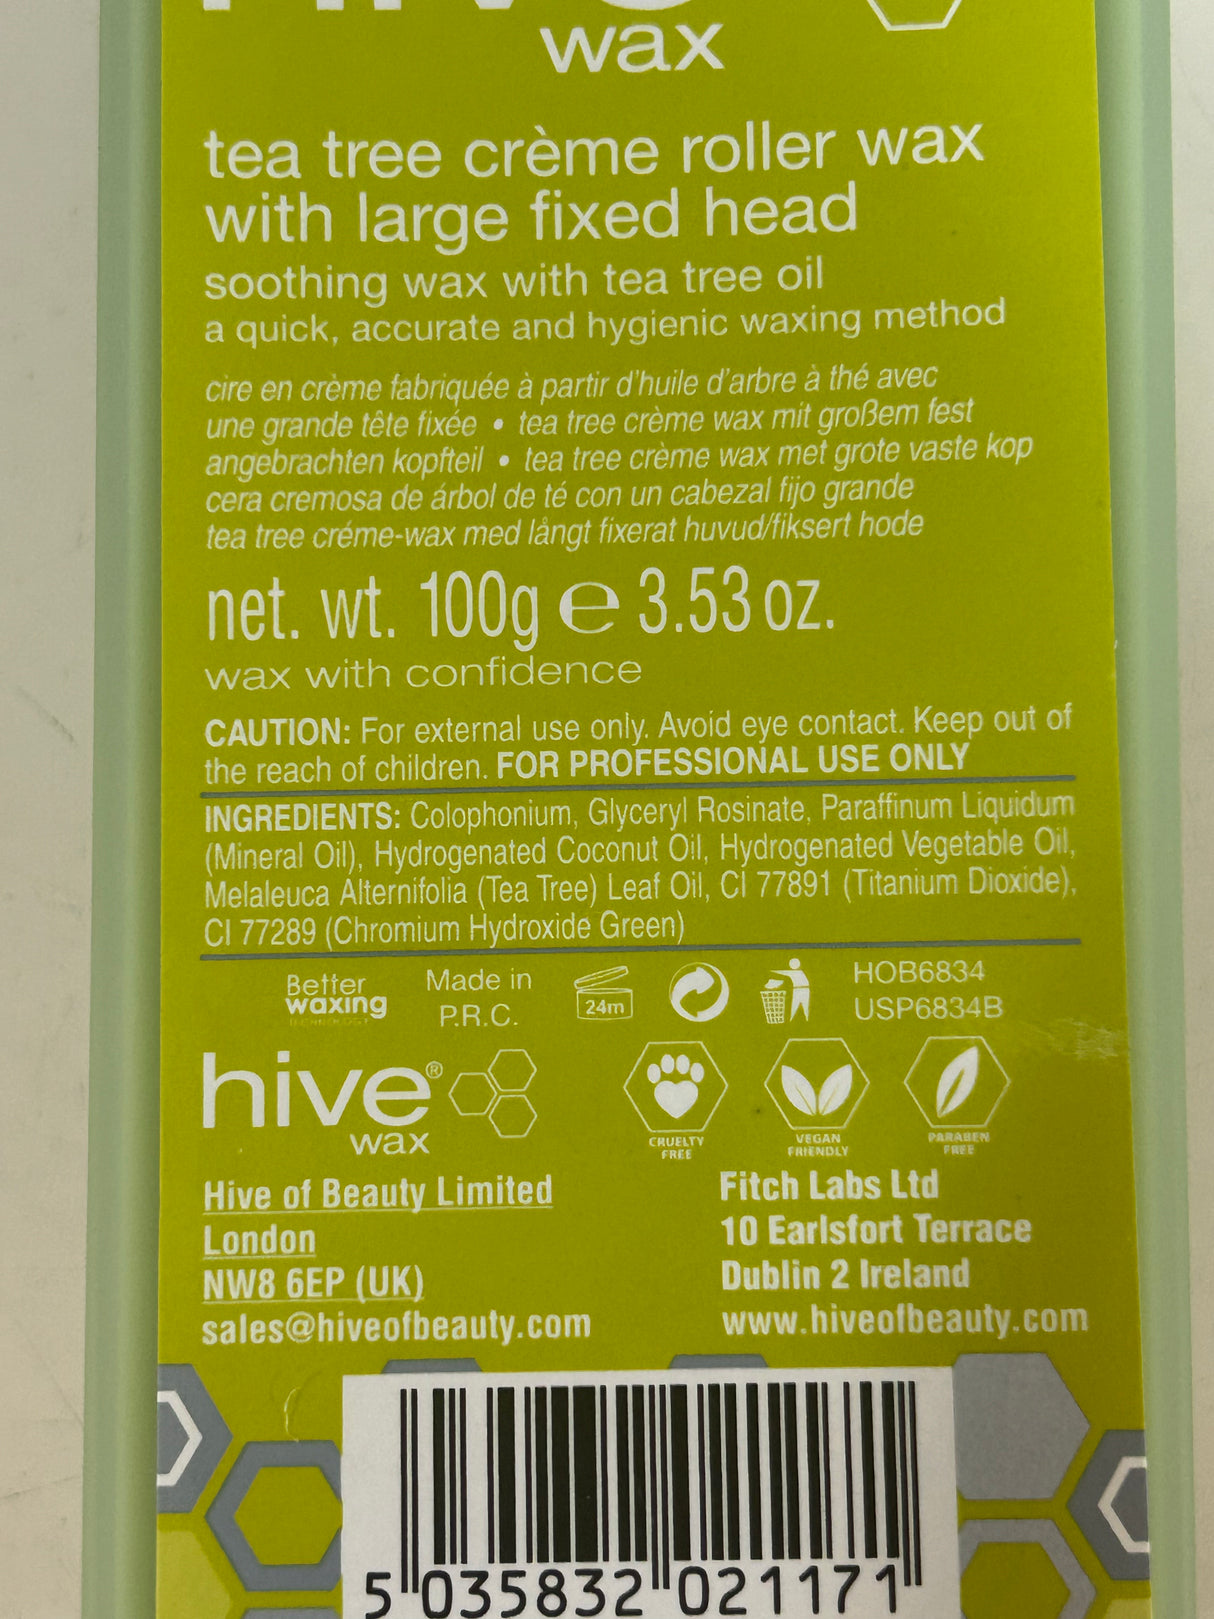 wax
tea tree crème roller wax
with large fixed head
soothing wax with tea tree oil
a quick, accurate and hygienic waxing method
cire en crème fabriquée à partir d'huile d'arbre à thé avec
une grande tête fixée • tea tree crème wax mit großem fest
angebrachten kopfteil • tea tree crème wax met grote vaste kop
cera cremosa de árbol de té con un cabezal fijo grande
tea tree créme-wax med långt fixerat huvud/fiksert hode
net. wt. 100g ℮ 3.53 oz.
wax with confidence
CAUTION: For external use only. Avoid eye contact. Keep out of
the reach of children. FOR PROFESSIONAL USE ONLY
INGREDIENTS: Colophonium, Glyceryl Rosinate, Paraffinum Liquidum
(Mineral Oil), Hydrogenated Coconut Oil, Hydrogenated Vegetable Oil,
Melaleuca Alternifolia (Tea Tree) Leaf Oil, CI 77891 (Titanium Dioxide),
CI 77289 (Chromium Hydroxide Green)
Better
waxing
TECHNOLOGY
Made in
P.R.C.
24m
HOB6834
USP6834B
hive®
wax
CRUELTY
FREE
VEGAN
FRIENDLY
PARABEN
FREE
Hive of Beauty Limited
London
NW8 6EP (UK)
sales@hiveofbeauty.com
Fitch Labs Ltd
10 Earlsfort Terrace
Dublin 2 Ireland
www.hiveofbeauty.com
5 035832 021171